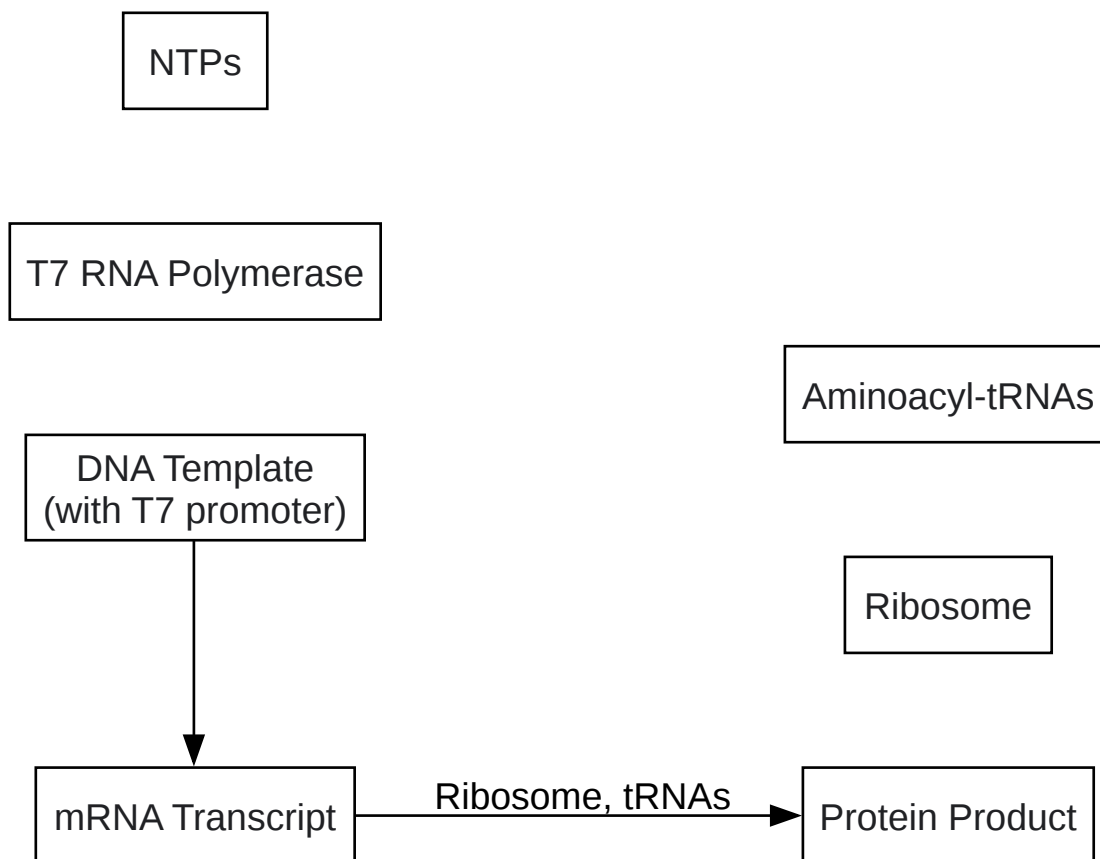 NTPs
T7 RNA Polymerase
Aminoacyl-tRNAs
DNA Template
(with T7 promoter)
Ribosome
mRNA Transcript
Ribosome, tRNAs
Protein Product